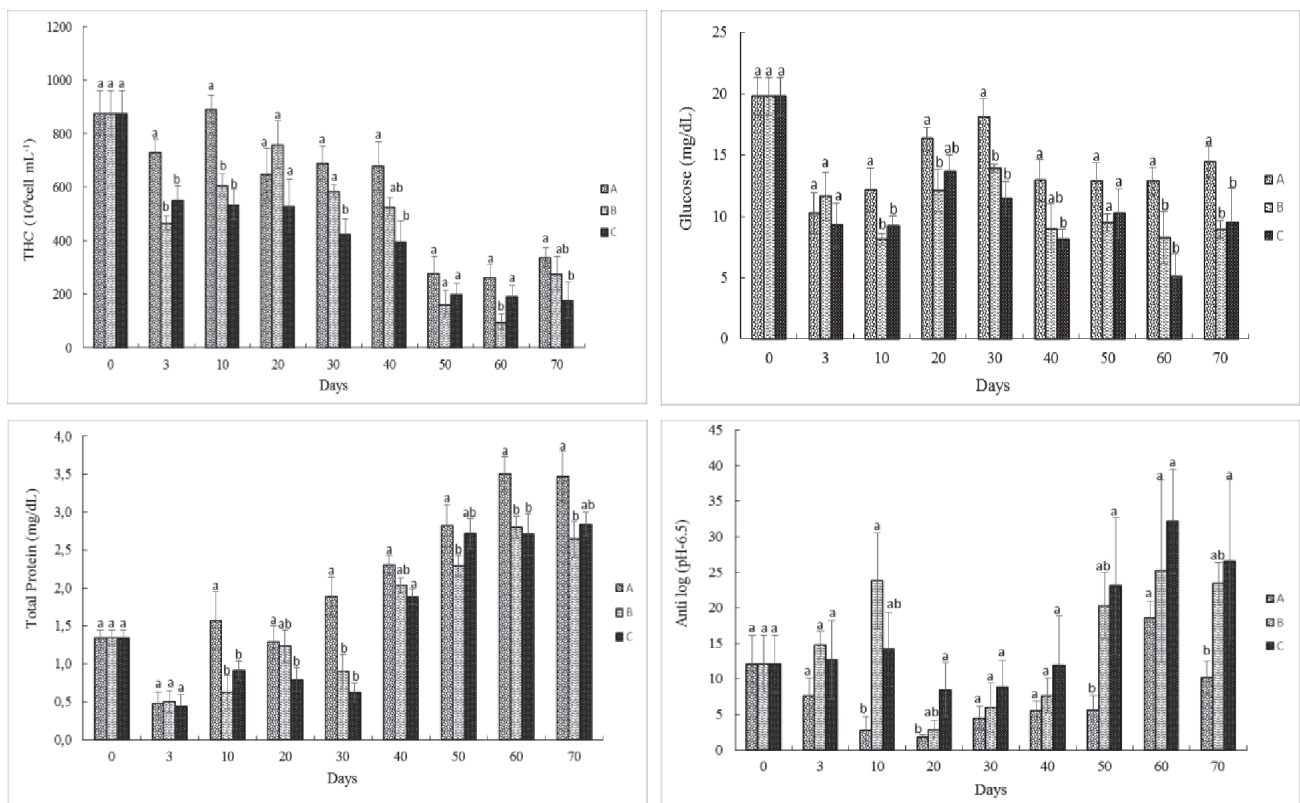 THC (10⁴cell mL⁻¹)
1200
1000
800
600
400
200
0
a a a
a b b
a b b
a a a
a a b
a ab b
a a a
a b a
a ab b
0 3 10 20 30 40 50 60 70
Days
A
B
C
Glucose (mg/dL)
25
20
15
10
5
0
a a a
a a a
a b b
a b ab
a b b
a ab a
a a a
a b b
a b b
0 3 10 20 30 40 50 60 70
Days
A
B
C
Total Protein (mg/dL)
4,0
3,5
3,0
2,5
2,0
1,5
1,0
0,5
0,0
a a a
a a a
a b b
a ab b
a b b
a ab a
a b ab
a b b
a b ab
0 3 10 20 30 40 50 60 70
Days
A
B
C
Anti log (pH-6.5)
45
40
35
30
25
20
15
10
5
0
a a a
a a a
b a ab
b ab a
a a a
a a a
b ab a
a a a
b ab a
0 3 10 20 30 40 50 60 70
Days
A
B
C